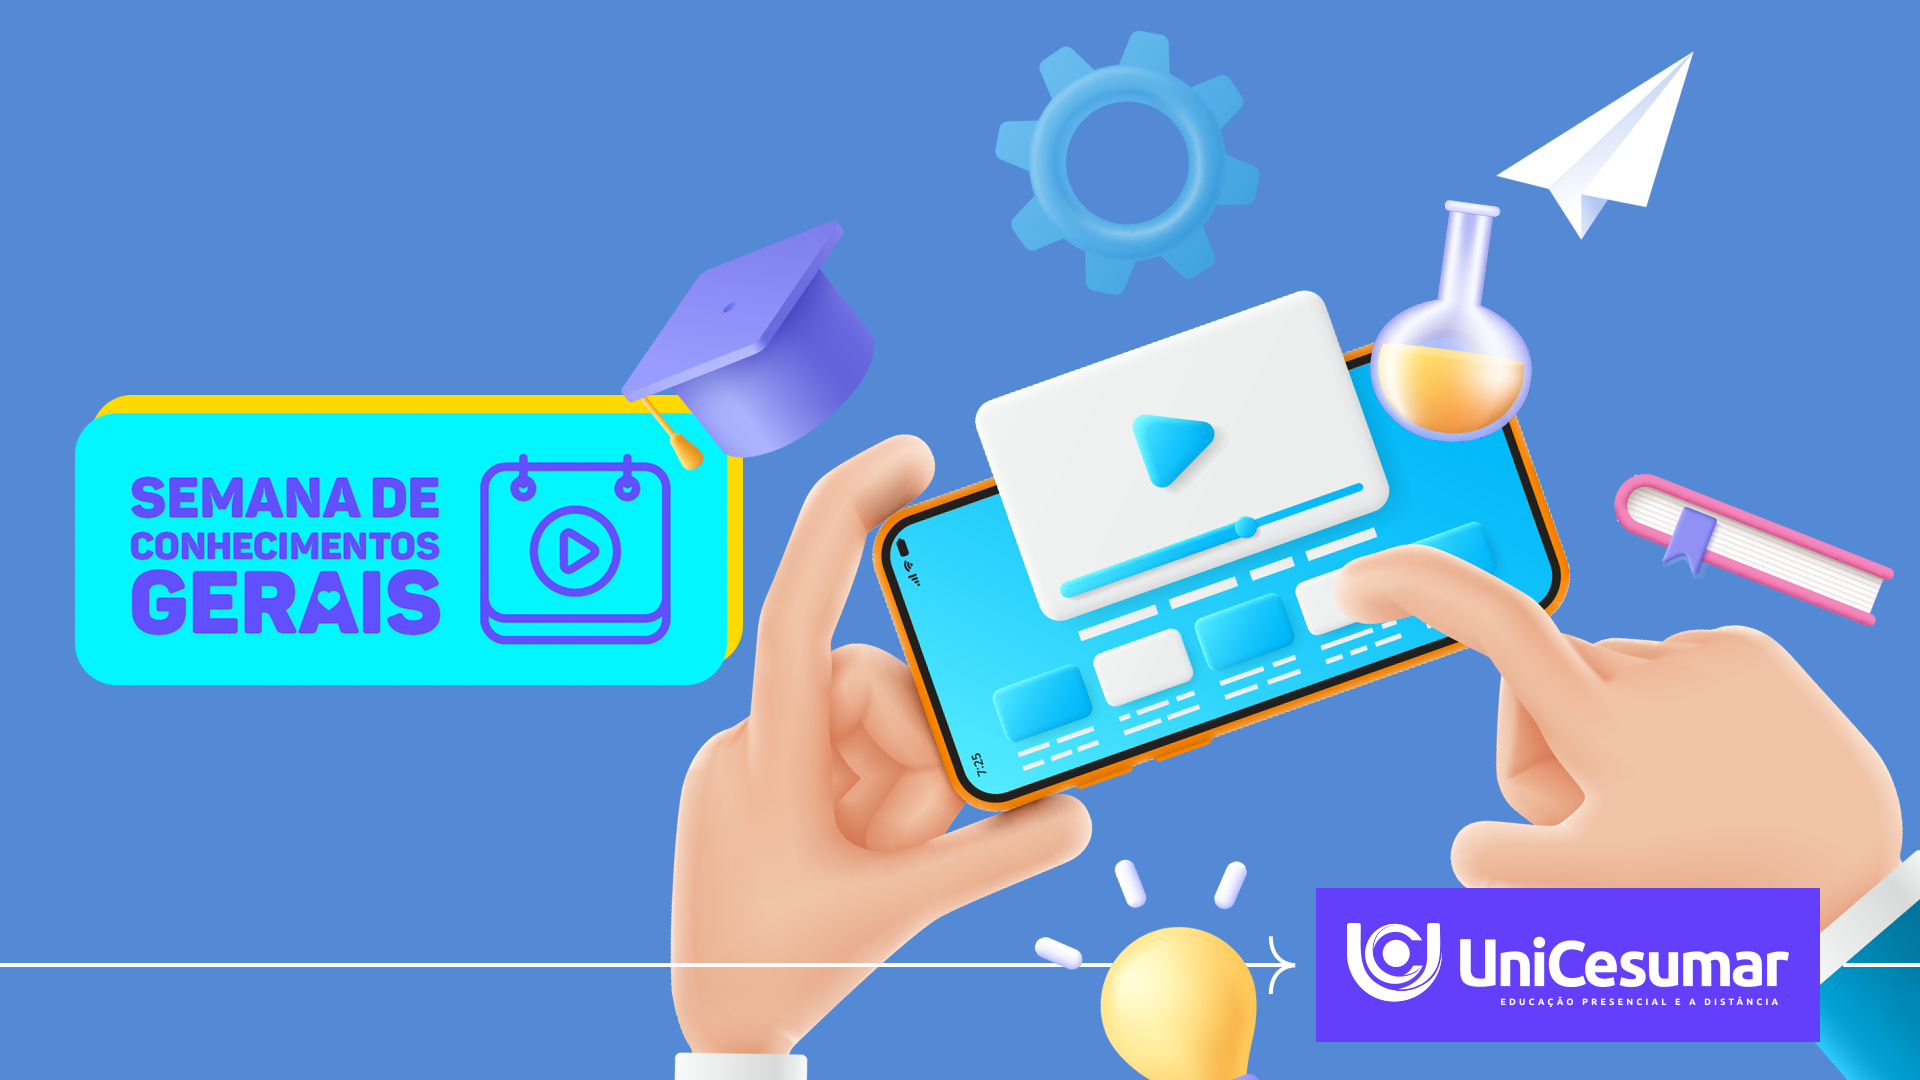 SEMANA DE
CONHECIMENTOS
GERAIS
7:25
UniCesumar
EDUCAÇÃO PRESENCIAL E A DISTÂNCIA